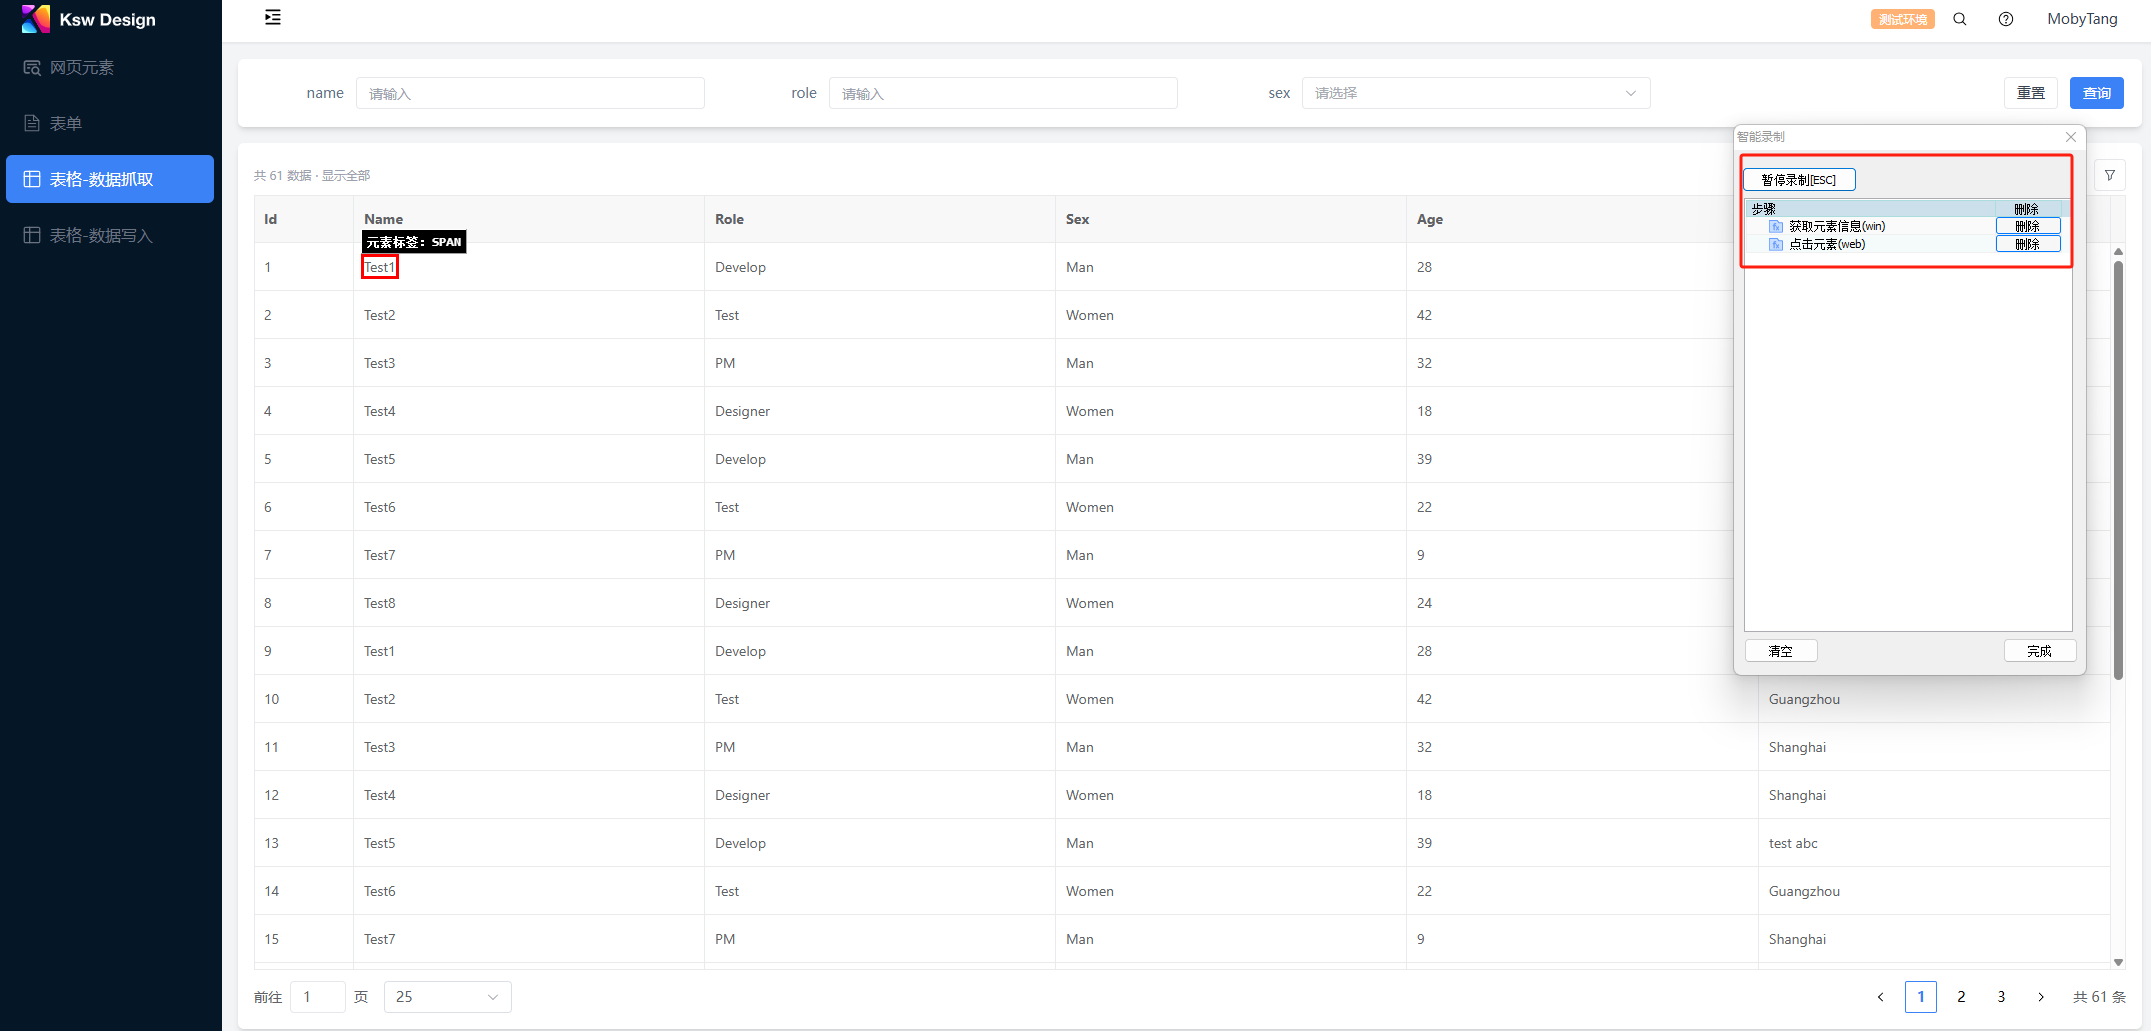 Ksw Design
测试环境
MobyTang
网页元素
表单
表格-数据抓取
表格-数据写入
name 请输入 role 请输入 sex 请选择 重置 查询
共 61 数据 · 显示全部
Id Name Role Sex Age
元素标签：SPAN
1 Test1 Develop Man 28
2 Test2 Test Women 42
3 Test3 PM Man 32
4 Test4 Designer Women 18
5 Test5 Develop Man 39
6 Test6 Test Women 22
7 Test7 PM Man 9
8 Test8 Designer Women 24
9 Test1 Develop Man 28
10 Test2 Test Women 42 Guangzhou
11 Test3 PM Man 32 Shanghai
12 Test4 Designer Women 18 Shanghai
13 Test5 Develop Man 39 test abc
14 Test6 Test Women 22 Guangzhou
15 Test7 PM Man 9 Shanghai
前往 1 页 25
1 2 3 共 61 条
智能录制
暂停录制[ESC]
步骤 删除
获取元素信息(win) 删除
点击元素(web) 删除
清空 完成